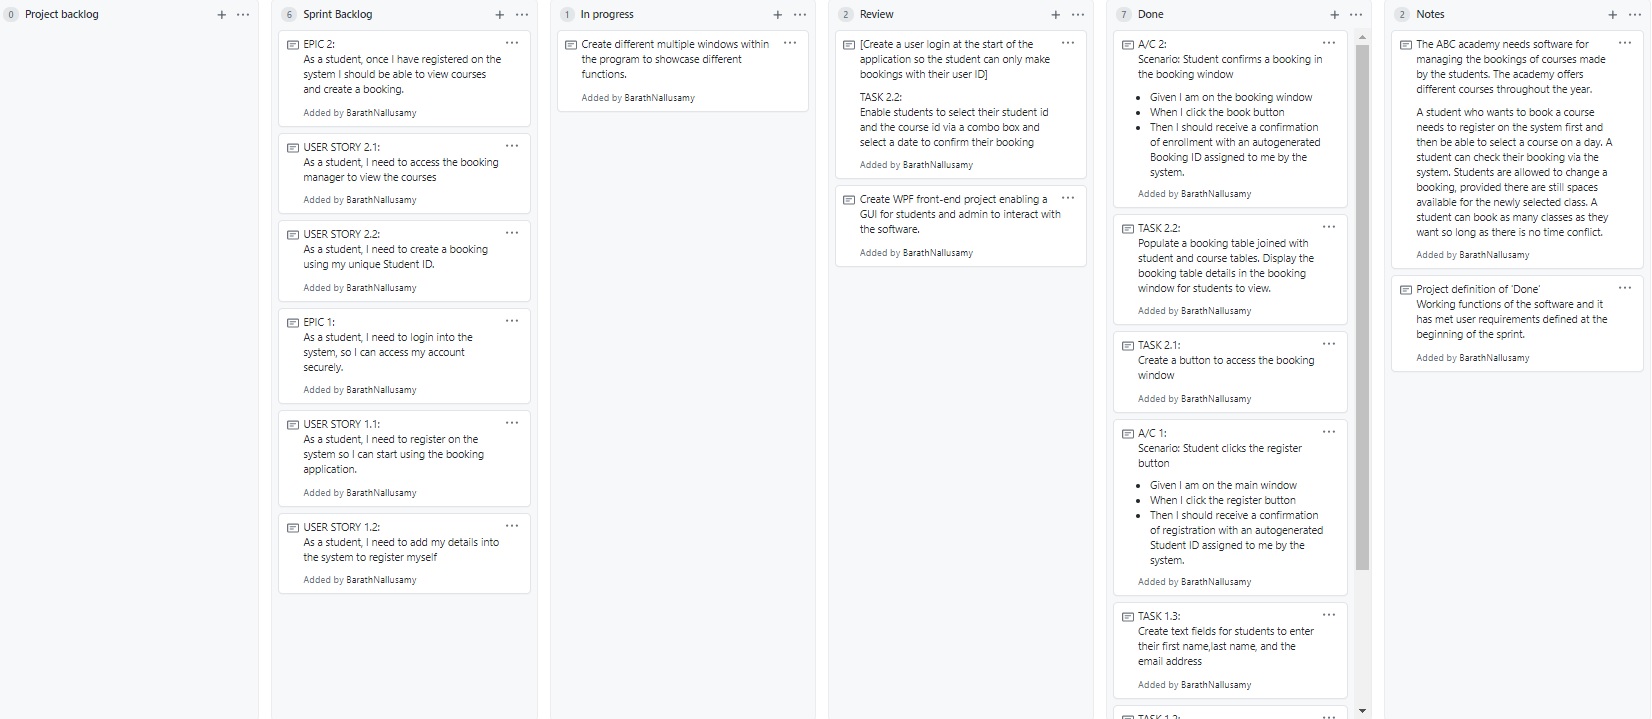 0 Project backlog
6 Sprint Backlog
EPIC 2:
As a student, once I have registered on the
system I should be able to view courses
and create a booking.
Added by BarathNallusamy
USER STORY 2.1:
As a student, I need to access the booking
manager to view the courses
Added by BarathNallusamy
USER STORY 2.2:
As a student, I need to create a booking
using my unique Student ID.
Added by BarathNallusamy
EPIC 1:
As a student, I need to login into the
system, so I can access my account
securely.
Added by BarathNallusamy
USER STORY 1.1:
As a student, I need to register on the
system so I can start using the booking
application.
Added by BarathNallusamy
USER STORY 1.2:
As a student, I need to add my details into
the system to register myself
Added by BarathNallusamy
1 In progress
Create different multiple windows within
the program to showcase different
functions.
Added by BarathNallusamy
2 Review
[Create a user login at the start of the
application so the student can only make
bookings with their user ID]
TASK 2.2:
Enable students to select their student id
and the course id via a combo box and
select a date to confirm their booking
Added by BarathNallusamy
Create WPF front-end project enabling a
GUI for students and admin to interact with
the software.
Added by BarathNallusamy
7 Done
A/C 2:
Scenario: Student confirms a booking in
the booking window
• Given I am on the booking window
• When I click the book button
• Then I should receive a confirmation
of enrollment with an autogenerated
Booking ID assigned to me by the
system.
Added by BarathNallusamy
TASK 2.2:
Populate a booking table joined with
student and course tables. Display the
booking table details in the booking
window for students to view.
Added by BarathNallusamy
TASK 2.1:
Create a button to access the booking
window
Added by BarathNallusamy
A/C 1:
Scenario: Student clicks the register
button
• Given I am on the main window
• When I click the register button
• Then I should receive a confirmation
of registration with an autogenerated
Student ID assigned to me by the
system.
Added by BarathNallusamy
TASK 1.3:
Create text fields for students to enter
their first name,last name, and the
email address
Added by BarathNallusamy
TASK 1.2:
2 Notes
The ABC academy needs software for
managing the bookings of courses made
by the students. The academy offers
different courses throughout the year.
A student who wants to book a course
needs to register on the system first and
then be able to select a course on a day. A
student can check their booking via the
system. Students are allowed to change a
booking, provided there are still spaces
available for the newly selected class. A
student can book as many classes as they
want so long as there is no time conflict.
Added by BarathNallusamy
Project definition of 'Done'
Working functions of the software and it
has met user requirements defined at the
beginning of the sprint.
Added by BarathNallusamy